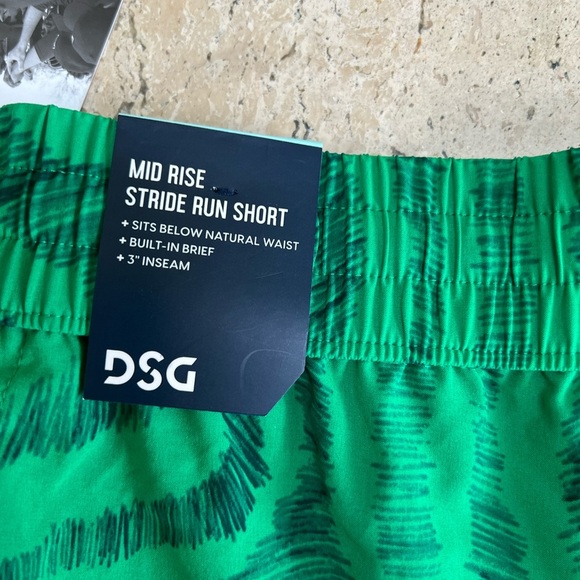 MID RISE
STRIDE RUN SHORT
+ SITS BELOW NATURAL WAIST
+ BUILT-IN BRIEF
+ 3" INSEAM
DSG